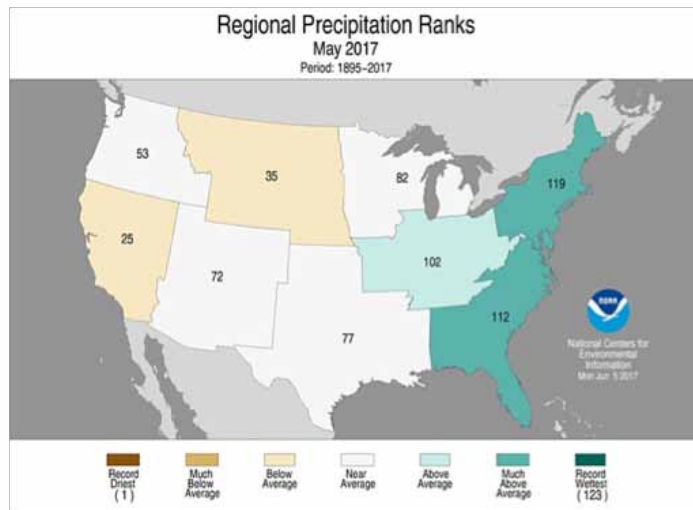 Regional Precipitation Ranks
May 2017
Period: 1895-2017
53
35
82
119
25
72
102
77
112
noaa
National Centers for
Environmental
Information
Mon Jun 5 2017
Record
Driest
(1)
Much
Below
Average
Below
Average
Near
Average
Above
Average
Much
Above
Average
Record
Wettest
(123)